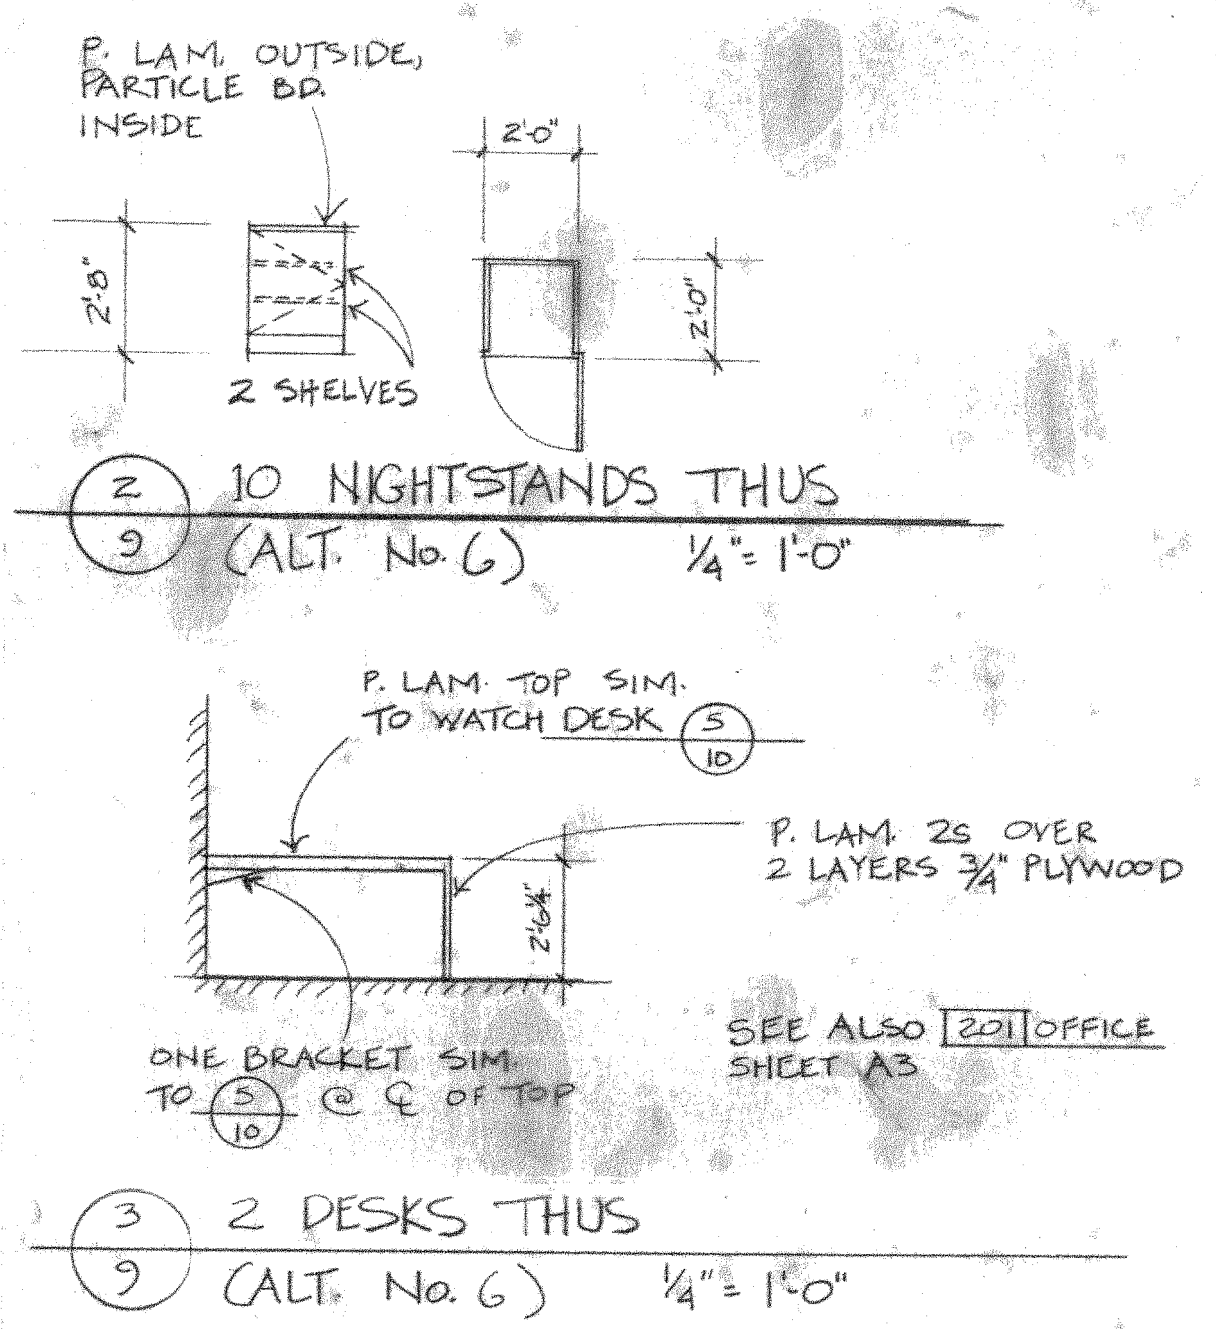 P. LAM. OUTSIDE,
PARTICLE BD.
INSIDE
2'-0"
2'-8"
2'-0"
2 SHELVES
2
9
10 NIGHTSTANDS THUS
(ALT. No. 6) 1/4" = 1'-0"
P. LAM. TOP SIM.
TO WATCH DESK 5
10
P. LAM. 2S OVER
2 LAYERS 3/4" PLYWOOD
2'-6 1/4"
SEE ALSO 201 OFFICE
SHEET A3
ONE BRACKET SIM.
TO 5 @ ℄ OF TOP
10
3
9
2 DESKS THUS
(ALT. No. 6) 1/4" = 1'-0"